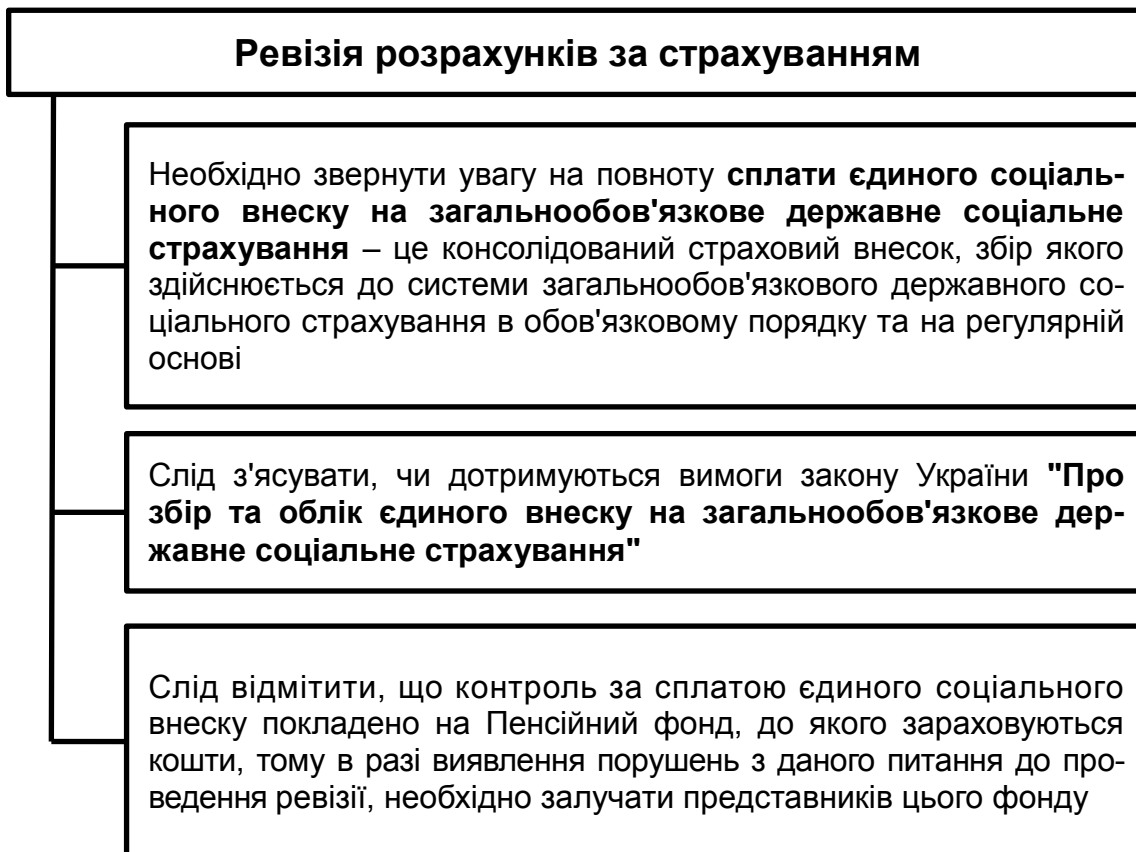 Ревізія розрахунків за страхуванням
Необхідно звернути увагу на повноту сплати єдиного соціаль-
ного внеску на загальнообов'язкове державне соціальне
страхування – це консолідований страховий внесок, збір якого
здійснюється до системи загальнообов'язкового державного со-
ціального страхування в обов'язковому порядку та на регулярній
основі
Слід з'ясувати, чи дотримуються вимоги закону України "Про
збір та облік єдиного внеску на загальнообов'язкове дер-
жавне соціальне страхування"
Слід відмітити, що контроль за сплатою єдиного соціального
внеску покладено на Пенсійний фонд, до якого зараховуються
кошти, тому в разі виявлення порушень з даного питання до про-
ведення ревізії, необхідно залучати представників цього фонду